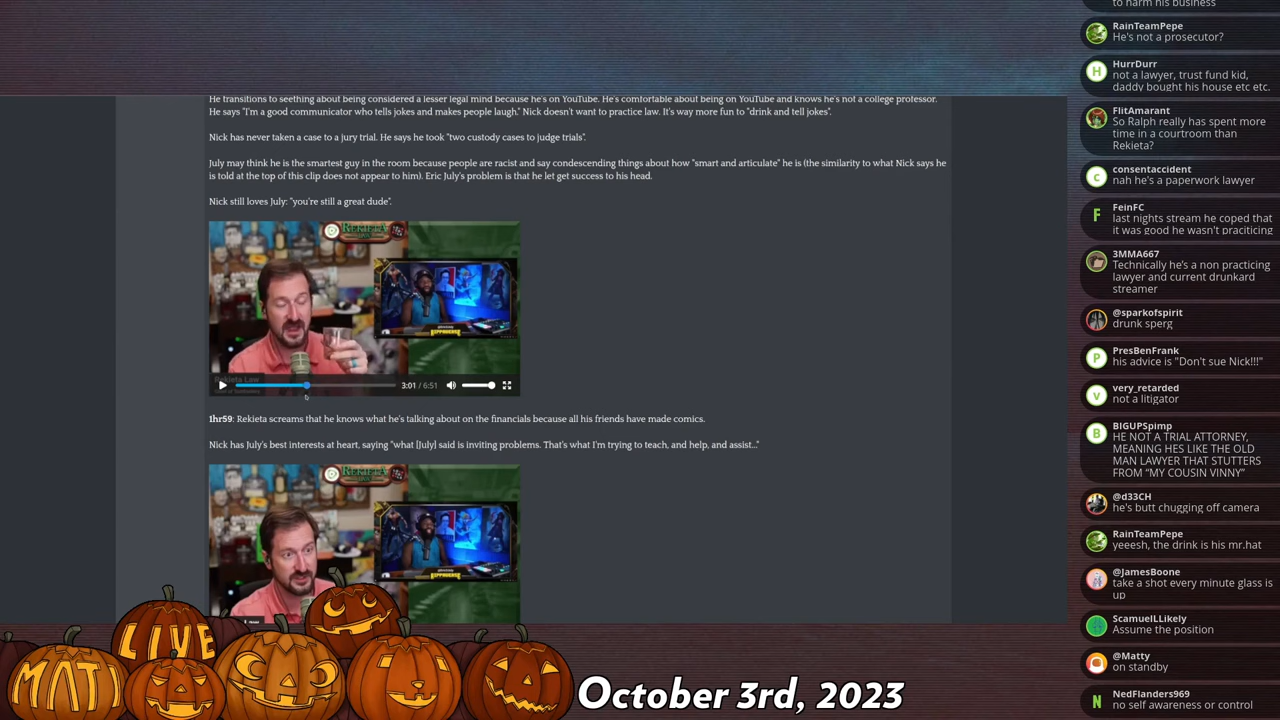 He transitions to seething about being considered a lesser legal mind because he's on YouTube. He's comfortable about being on YouTube and knows he's not a college professor.
He says "I'm a good communicator who tells jokes and makes people laugh." Nick doesn't want to practice law. It's way more fun to "drink and tell jokes".
Nick has never taken a case to a jury trial. He says he took "two custody cases to judge trials".
July may think he is the smartest guy in the room because people are racist and say condescending things about how "smart and articulate" he is (the similarity to what Nick says he
is told at the top of this clip does not appear to him). Eric July's problem is that he let get success to his head.
Nick still loves July: "you're still a great dude".
REKIETA
3:01 / 6:51
1hr59: Rekieta screams that he knows what he's talking about on the financials because all his friends have made comics.
Nick has July's best interests at heart, saying "what [July] said is inviting problems. That's what I'm trying to teach, and help, and assist..."
REKIETA
LIVE
MATI
October 3rd, 2023
to harm his business
RainTeamPepe
He's not a prosecutor?
HurrDurr
not a lawyer, trust fund kid,
daddy bought his house etc etc.
FlitAmarant
So Ralph really has spent more
time in a courtroom than
Rekieta?
consentaccident
nah he's a paperwork lawyer
FeinFC
last nights stream he coped that
it was good he wasn't practicing
3MMA667
Technically he's a non practicing
lawyer and current drunkard
streamer
@sparkofspirit
PresBenFrank
his advice is "Don't sue Nick!!!"
very_retarded
not a litigator
BIGUPSpimp
HE NOT A TRIAL ATTORNEY,
MEANING HES LIKE THE OLD
MAN LAWYER THAT STUTTERS
FROM "MY COUSIN VINNY"
@d33CH
he's butt chugging off camera
RainTeamPepe
yeeesh, the drink is his mr.hat
@JamesBoone
take a shot every minute glass is
up
ScamuelLLikely
Assume the position
@Matty
on standby
NedFlanders969
no self awareness or control